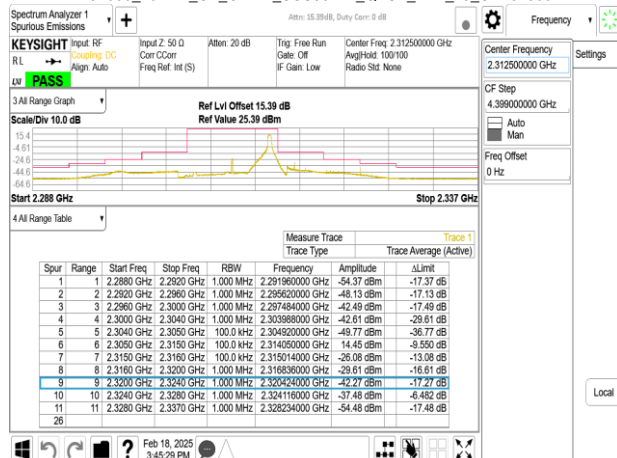 Spectrum Analyzer 1
Spurious Emissions
Attn: 15.39dB, Duty Corr: 0 dB
Frequency
KEYSIGHT
RL
LXI
PASS
Input: RF
Coupling: DC
Align: Auto
Input Z: 50 Ω
Corr CCorr
Freq Ref: Int (S)
Atten: 20 dB
Trig: Free Run
Gate: Off
IF Gain: Low
Center Freq: 2.312500000 GHz
Avg|Hold: 100/100
Radio Std: None
Center Frequency
2.312500000 GHz
Settings
CF Step
4.399000000 GHz
Auto
Man
Freq Offset
0 Hz
3 All Range Graph
Scale/Div 10.0 dB
Ref Lvl Offset 15.39 dB
Ref Value 25.39 dBm
15.4
-4.61
-24.6
-44.6
-64.6
Start 2.288 GHz
Stop 2.337 GHz
4 All Range Table
Measure Trace Trace 1
Trace Type Trace Average (Active)
Spur Range Start Freq Stop Freq RBW Frequency Amplitude ΔLimit
1 1 2.2880 GHz 2.2920 GHz 1.000 MHz 2.291960000 GHz -54.37 dBm -17.37 dB
2 2 2.2920 GHz 2.2960 GHz 1.000 MHz 2.295620000 GHz -48.13 dBm -17.13 dB
3 3 2.2960 GHz 2.3000 GHz 1.000 MHz 2.297484000 GHz -42.49 dBm -17.49 dB
4 4 2.3000 GHz 2.3040 GHz 1.000 MHz 2.303988000 GHz -42.61 dBm -29.61 dB
5 5 2.3040 GHz 2.3050 GHz 100.0 kHz 2.304920000 GHz -49.77 dBm -36.77 dB
6 6 2.3050 GHz 2.3150 GHz 100.0 kHz 2.314050000 GHz 14.45 dBm -9.550 dB
7 7 2.3150 GHz 2.3160 GHz 100.0 kHz 2.315014000 GHz -26.08 dBm -13.08 dB
8 8 2.3160 GHz 2.3200 GHz 1.000 MHz 2.316836000 GHz -29.61 dBm -16.61 dB
9 9 2.3200 GHz 2.3240 GHz 1.000 MHz 2.320424000 GHz -42.27 dBm -17.27 dB
10 10 2.3240 GHz 2.3280 GHz 1.000 MHz 2.324116000 GHz -37.48 dBm -6.482 dB
11 11 2.3280 GHz 2.3370 GHz 1.000 MHz 2.328234000 GHz -54.48 dBm -17.48 dB
26
Local
Feb 18, 2025
3:45:29 PM